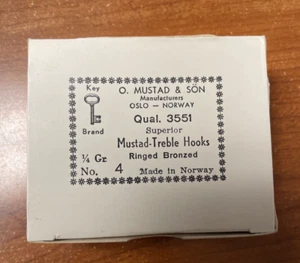 Key
Brand
O. MUSTAD & SÖN
Manufacturers
OSLO - NORWAY
Qual. 3551
Superior
Mustad-Treble Hooks
Ringed Bronzed
¼ Gr
No. 4 Made in Norway